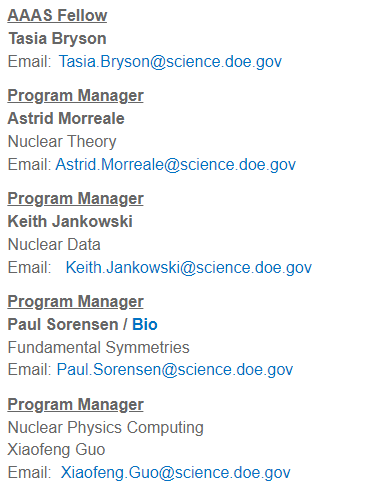 AAAS Fellow
Tasia Bryson
Email: Tasia.Bryson@science.doe.gov
Program Manager
Astrid Morreale
Nuclear Theory
Email: Astrid.Morreale@science.doe.gov
Program Manager
Keith Jankowski
Nuclear Data
Email: Keith.Jankowski@science.doe.gov
Program Manager
Paul Sorensen / Bio
Fundamental Symmetries
Email: Paul.Sorensen@science.doe.gov
Program Manager
Nuclear Physics Computing
Xiaofeng Guo
Email: Xiaofeng.Guo@science.doe.gov